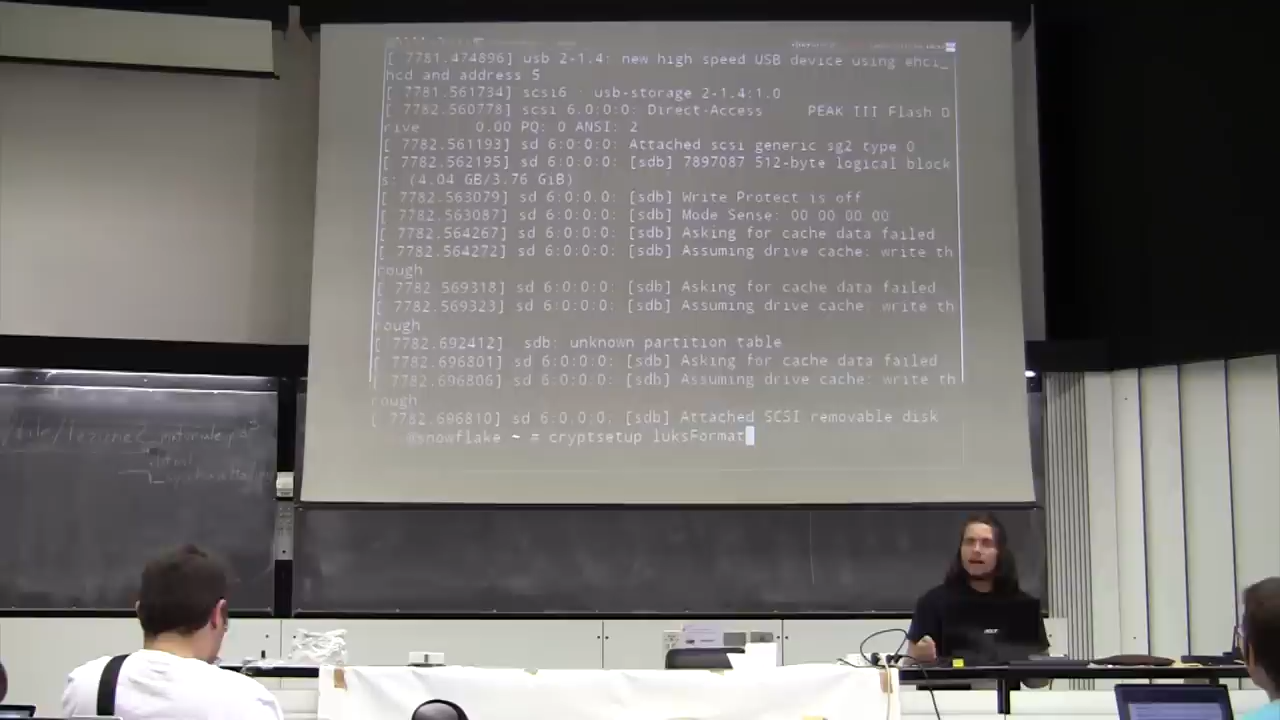 [ 7781.474896] usb 2-1.4: new high speed USB device using ehci_
hcd and address 5
[ 7781.561734] scsi6 : usb-storage 2-1.4:1.0
[ 7782.560778] scsi 6:0:0:0: Direct-Access PEAK III Flash D
rive 0.00 PQ: 0 ANSI: 2
[ 7782.561193] sd 6:0:0:0: Attached scsi generic sg2 type 0
[ 7782.562195] sd 6:0:0:0: [sdb] 7897087 512-byte logical block
s: (4.04 GB/3.76 GiB)
[ 7782.563079] sd 6:0:0:0: [sdb] Write Protect is off
[ 7782.563087] sd 6:0:0:0: [sdb] Mode Sense: 00 00 00 00
[ 7782.564267] sd 6:0:0:0: [sdb] Asking for cache data failed
[ 7782.564272] sd 6:0:0:0: [sdb] Assuming drive cache: write th
rough
[ 7782.569318] sd 6:0:0:0: [sdb] Asking for cache data failed
[ 7782.569323] sd 6:0:0:0: [sdb] Assuming drive cache: write th
rough
[ 7782.692412] sdb: unknown partition table
[ 7782.696801] sd 6:0:0:0: [sdb] Asking for cache data failed
[ 7782.696806] sd 6:0:0:0: [sdb] Assuming drive cache: write th
rough
[ 7782.696810] sd 6:0:0:0: [sdb] Attached SCSI removable disk
@snowflake ~ = cryptsetup luksFormat
html
acer